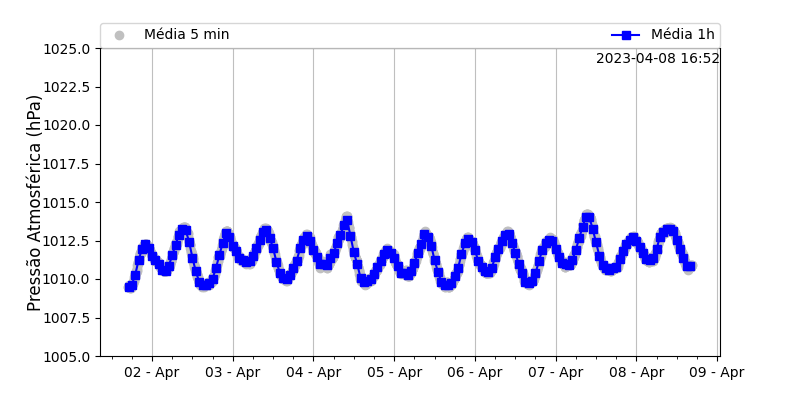 Média 5 min
Média 1h
2023-04-08 16:52
Pressão Atmosférica (hPa)
1025.0
1022.5
1020.0
1017.5
1015.0
1012.5
1010.0
1007.5
1005.0
02 - Apr
03 - Apr
04 - Apr
05 - Apr
06 - Apr
07 - Apr
08 - Apr
09 - Apr